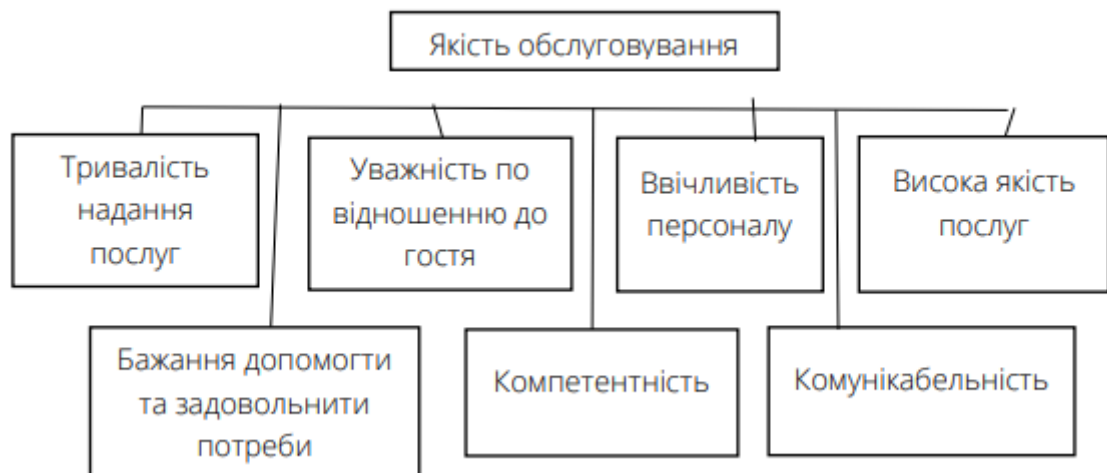 Якість обслуговування
Тривалість
надання
послуг
Уважність по
відношенню до
гостя
Ввічливість
персоналу
Висока якість
послуг
Бажання допомогти
та задовольнити
потреби
Компетентність
Комунікабельність